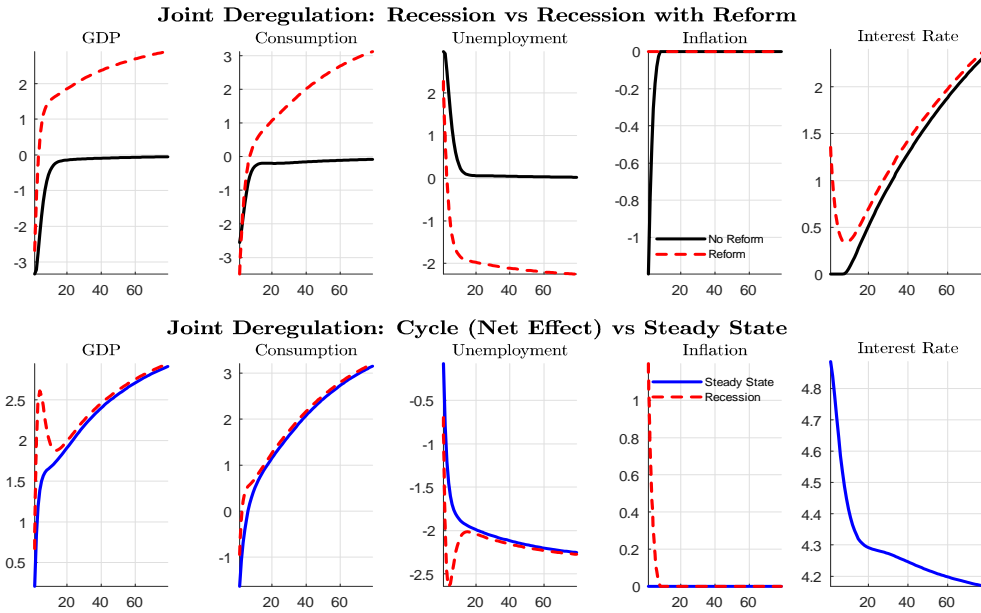 Joint Deregulation: Recession vs Recession with Reform
GDP Consumption Unemployment Inflation Interest Rate
2 1 0 -1 -2 -3
20 40 60
3 2 1 0 -1 -2 -3
20 40 60
2 1 0 -1 -2
20 40 60
0 -0.2 -0.4 -0.6 -0.8 -1
No Reform
Reform
20 40 60
2 1.5 1 0.5 0
20 40 60
Joint Deregulation: Cycle (Net Effect) vs Steady State
GDP Consumption Unemployment Inflation Interest Rate
2.5 2 1.5 1 0.5
20 40 60
3 2 1 0 -1
20 40 60
-0.5 -1 -1.5 -2 -2.5
20 40 60
1 0.8 0.6 0.4 0.2 0
Steady State
Recession
20 40 60
4.8 4.7 4.6 4.5 4.4 4.3 4.2
20 40 60